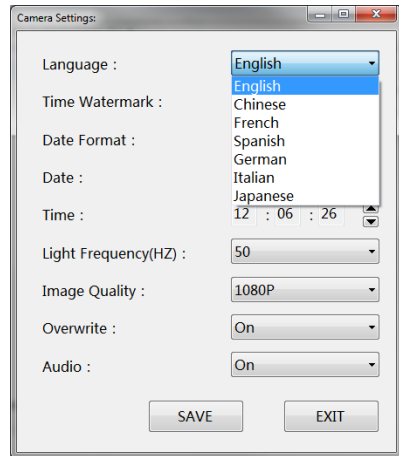 Camera Settings:
Language : English
English
Time Watermark : Chinese
French
Date Format : Spanish
German
Date : Italian
Japanese
Time : 12 : 06 : 26
Light Frequency(HZ) : 50
Image Quality : 1080P
Overwrite : On
Audio : On
SAVE EXIT